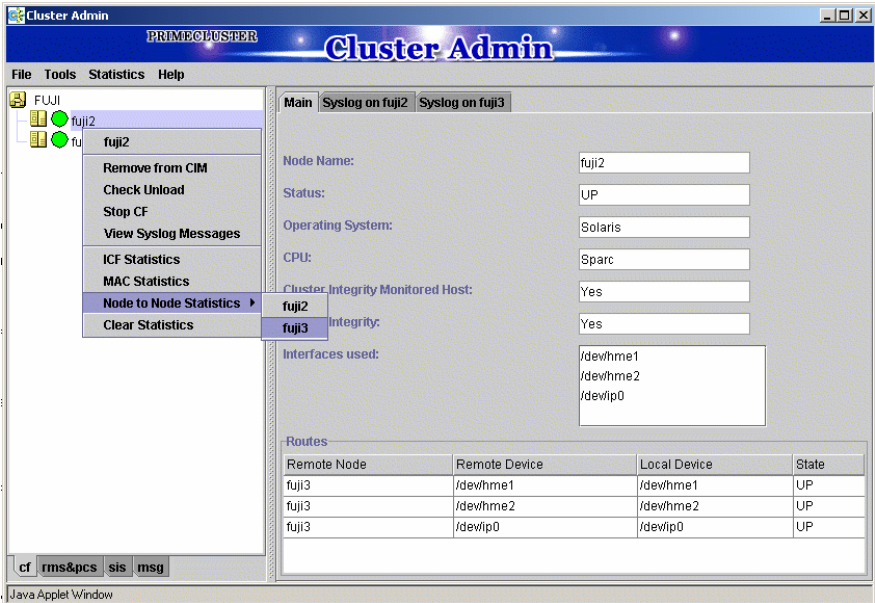 Cluster Admin
PRIMECLUSTER
Cluster Admin
File Tools Statistics Help
FUJI
fuji2
fu
fuji2
Remove from CIM
Check Unload
Stop CF
View Syslog Messages
ICF Statistics
MAC Statistics
Node to Node Statistics
Clear Statistics
fuji2
fuji3
Main Syslog on fuji2 Syslog on fuji3
Node Name: fuji2
Status: UP
Operating System: Solaris
CPU: Sparc
Cluster Integrity Monitored Host: Yes
Integrity: Yes
Interfaces used: /dev/hme1
/dev/hme2
/dev/ip0
Routes
Remote Node Remote Device Local Device State
fuji3 /dev/hme1 /dev/hme1 UP
fuji3 /dev/hme2 /dev/hme2 UP
fuji3 /dev/ip0 /dev/ip0 UP
cf rms&pcs sis msg
Java Applet Window